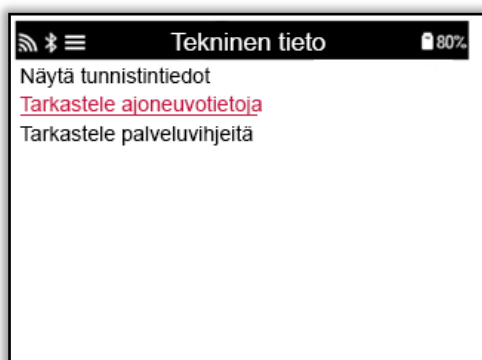 Tekninen tieto 80%
Näytä tunnistintiedot
Tarkastele ajoneuvotietoja
Tarkastele palveluvihjeitä